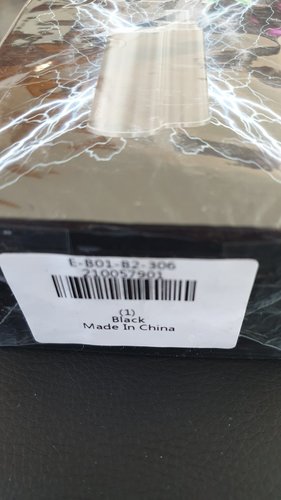 E-B01-B2-306
210057901
(1)
Black
Made In China